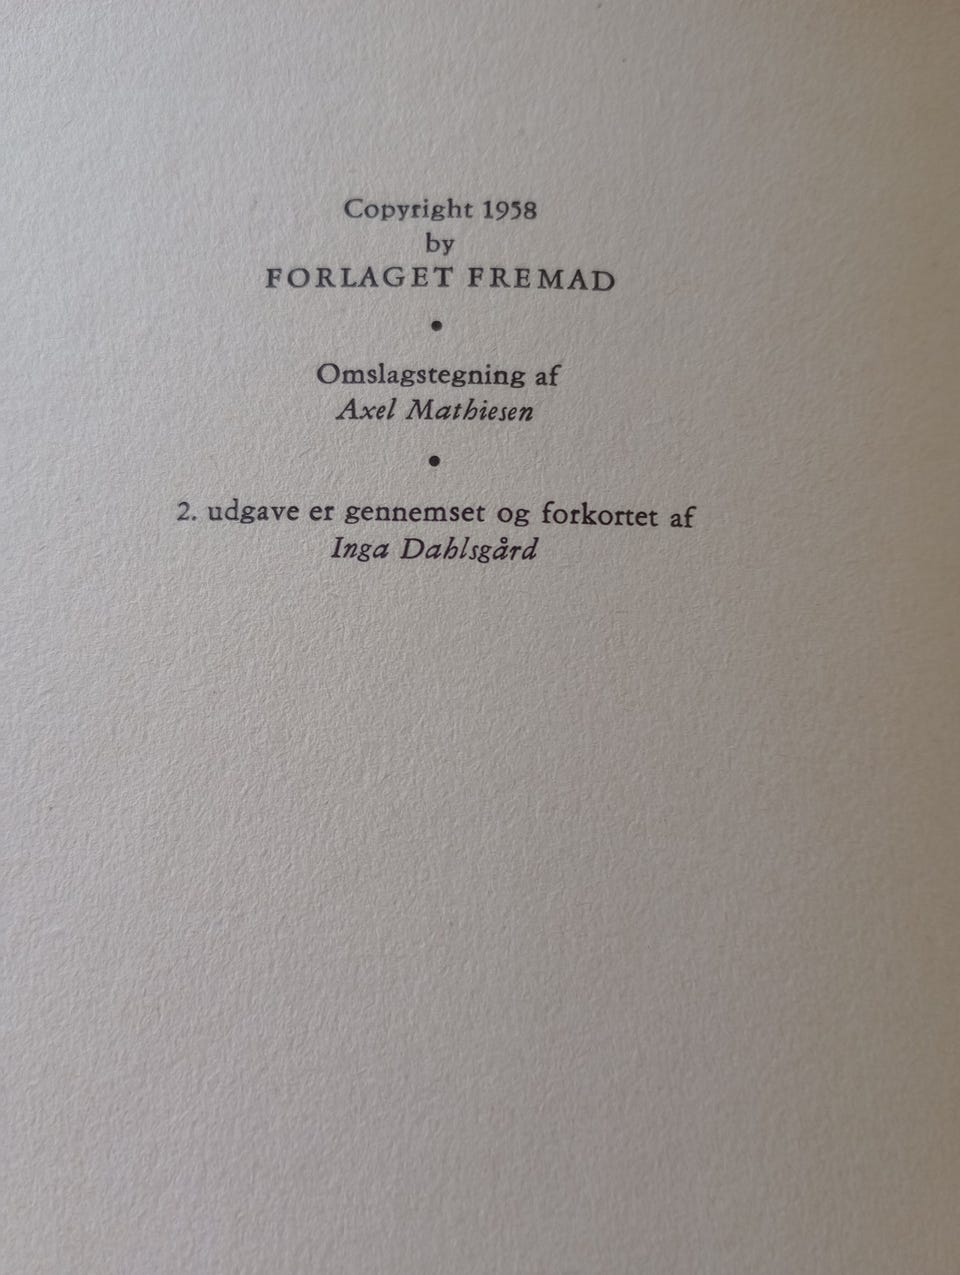 Copyright 1958
by
FORLAGET FREMAD
•
Omslagstegning af
Axel Mathiesen
•
2. udgave er gennemset og forkortet af
Inga Dahlsgård